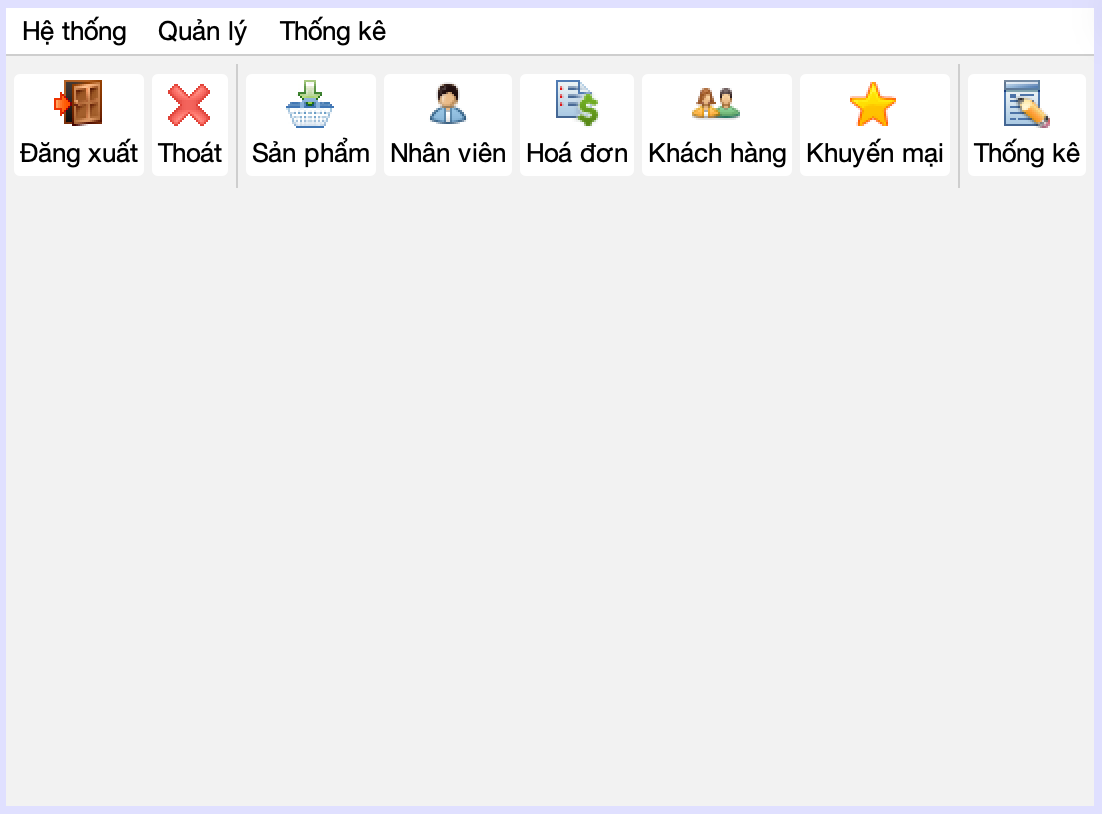 Hệ thống Quản lý Thống kê
Đăng xuất Thoát Sản phẩm Nhân viên Hoá đơn Khách hàng Khuyến mại Thống kê